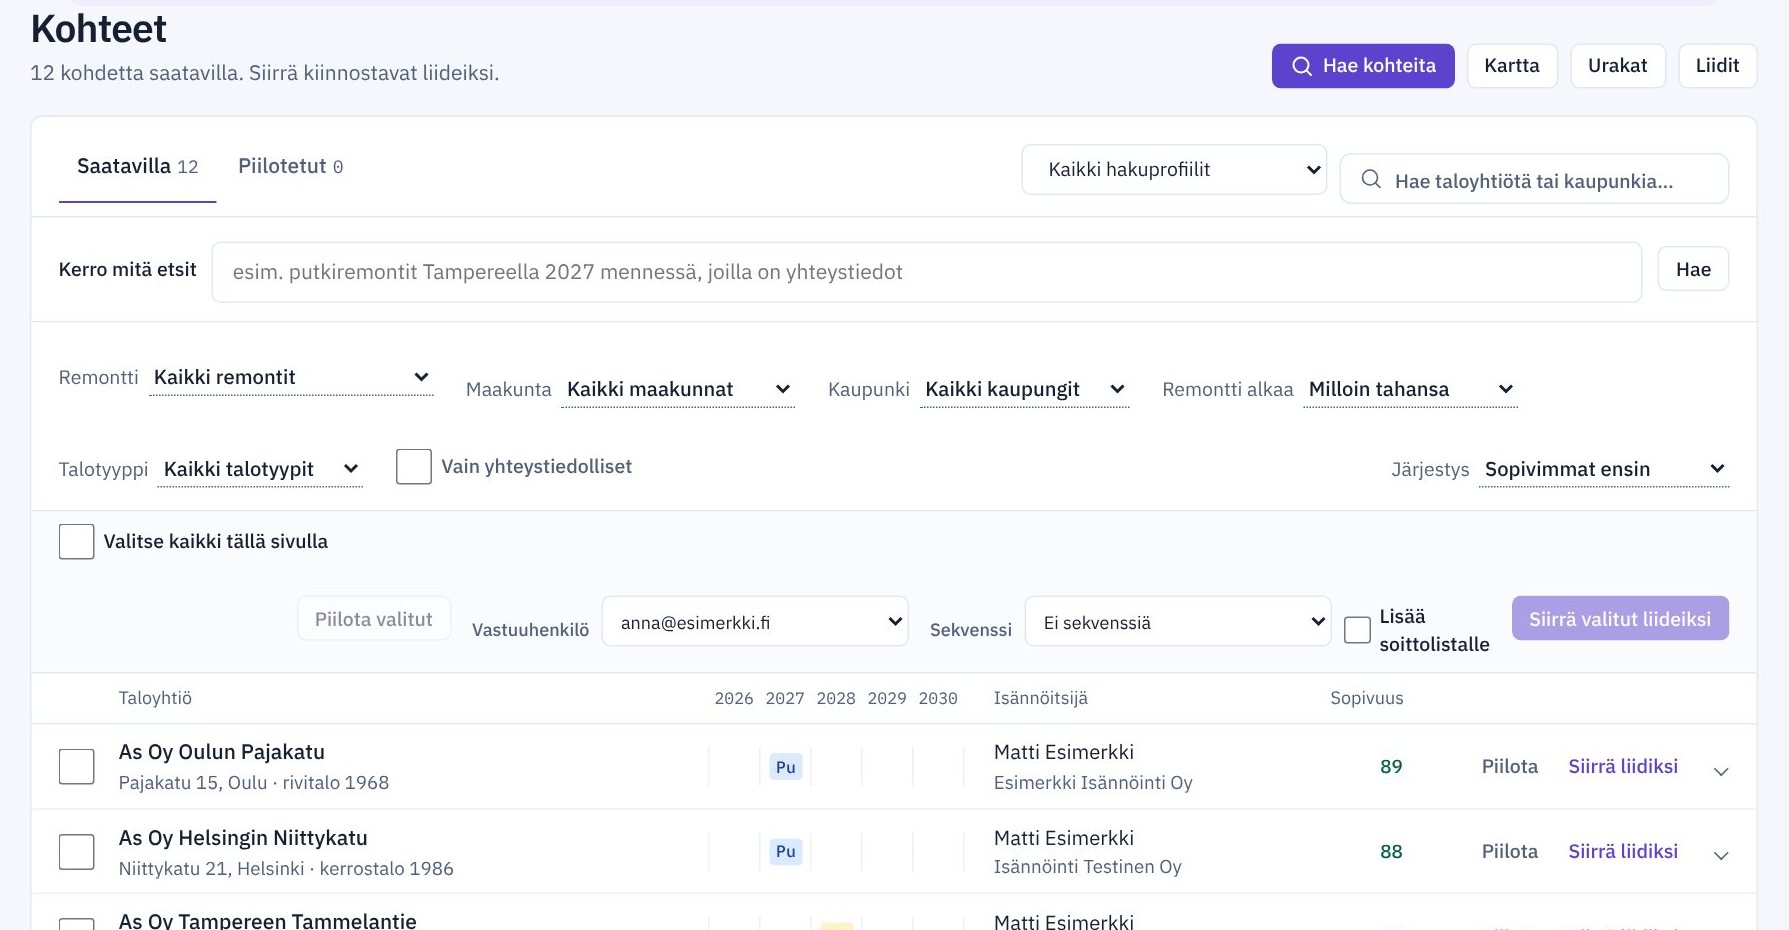 Kohteet
12 kohdetta saatavilla. Siirrä kiinnostavat liideiksi.
Hae kohteita Kartta Urakat Liidit
Saatavilla 12 Piilotetut 0 Kaikki hakuprofiilit Hae taloyhtiötä tai kaupunkia...
Kerro mitä etsit esim. putkiremontit Tampereella 2027 mennessä, joilla on yhteystiedot Hae
Remontti Kaikki remontit Maakunta Kaikki maakunnat Kaupunki Kaikki kaupungit Remontti alkaa Milloin tahansa
Talotyyppi Kaikki talotyypit Vain yhteystiedolliset Järjestys Sopivimmat ensin
Valitse kaikki tällä sivulla
Piilota valitut Vastuuhenkilö anna@esimerkki.fi Sekvenssi Ei sekvenssiä Lisää soittolistalle Siirrä valitut liideiksi
Taloyhtiö 2026 2027 2028 2029 2030 Isännöitsijä Sopivuus
As Oy Oulun Pajakatu Pu Matti Esimerkki 89 Piilota Siirrä liidiksi
Pajakatu 15, Oulu · rivitalo 1968 Esimerkki Isännöinti Oy
As Oy Helsingin Niittykatu Pu Matti Esimerkki 88 Piilota Siirrä liidiksi
Niittykatu 21, Helsinki · kerrostalo 1986 Isännöinti Testinen Oy
As Oy Tampereen Tammelantie Matti Esimerkki